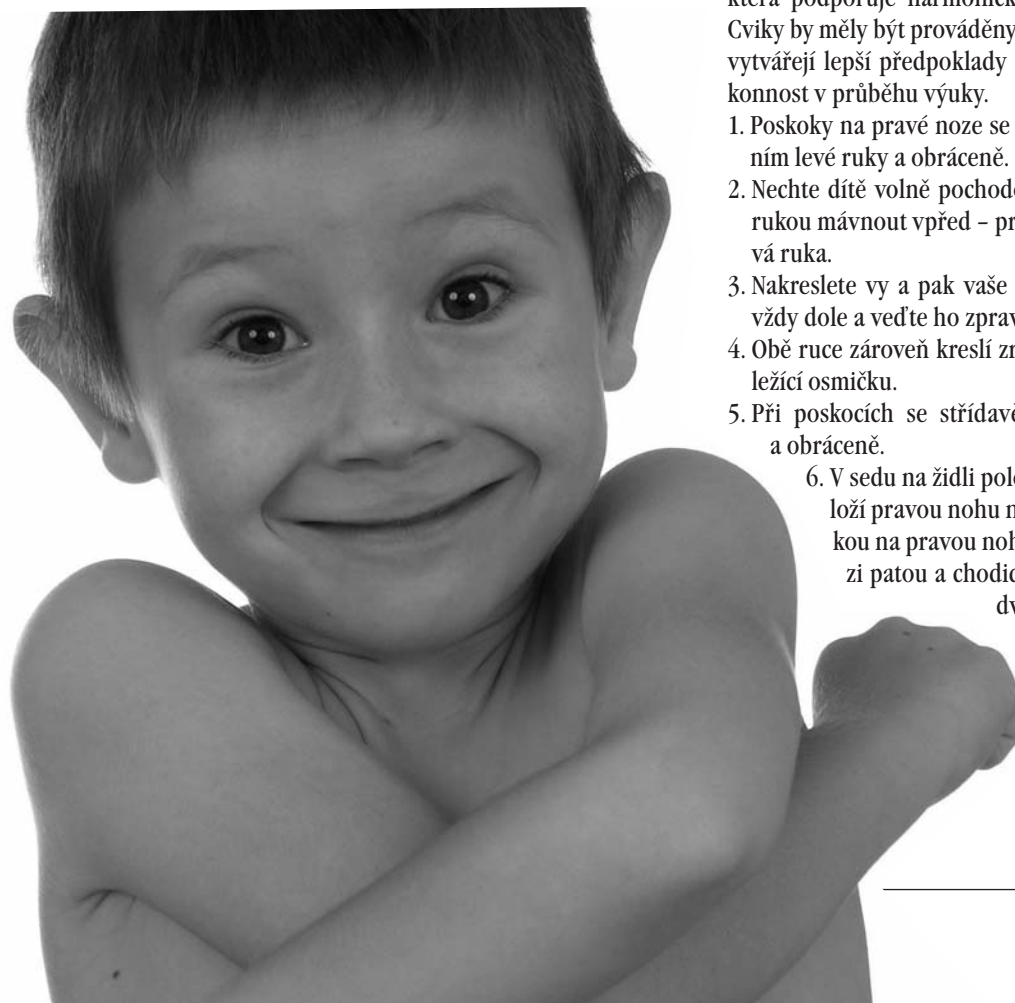 která podporuje harmonick
Cviky by měly být prováděny
vytvářejí lepší předpoklady
konnost v průběhu výuky.
1. Poskoky na pravé noze se
ním levé ruky a obráceně.
2. Nechte dítě volně pochodo
rukou mávnout vpřed – pr
vá ruka.
3. Nakreslete vy a pak vaše
vždy dole a veďte ho zprav
4. Obě ruce zároveň kreslí zr
ležící osmičku.
5. Při poskocích se střídavě
a obráceně.
6. V sedu na židli polo
loží pravou nohu n
kou na pravou noh
zi patou a chodid
dv